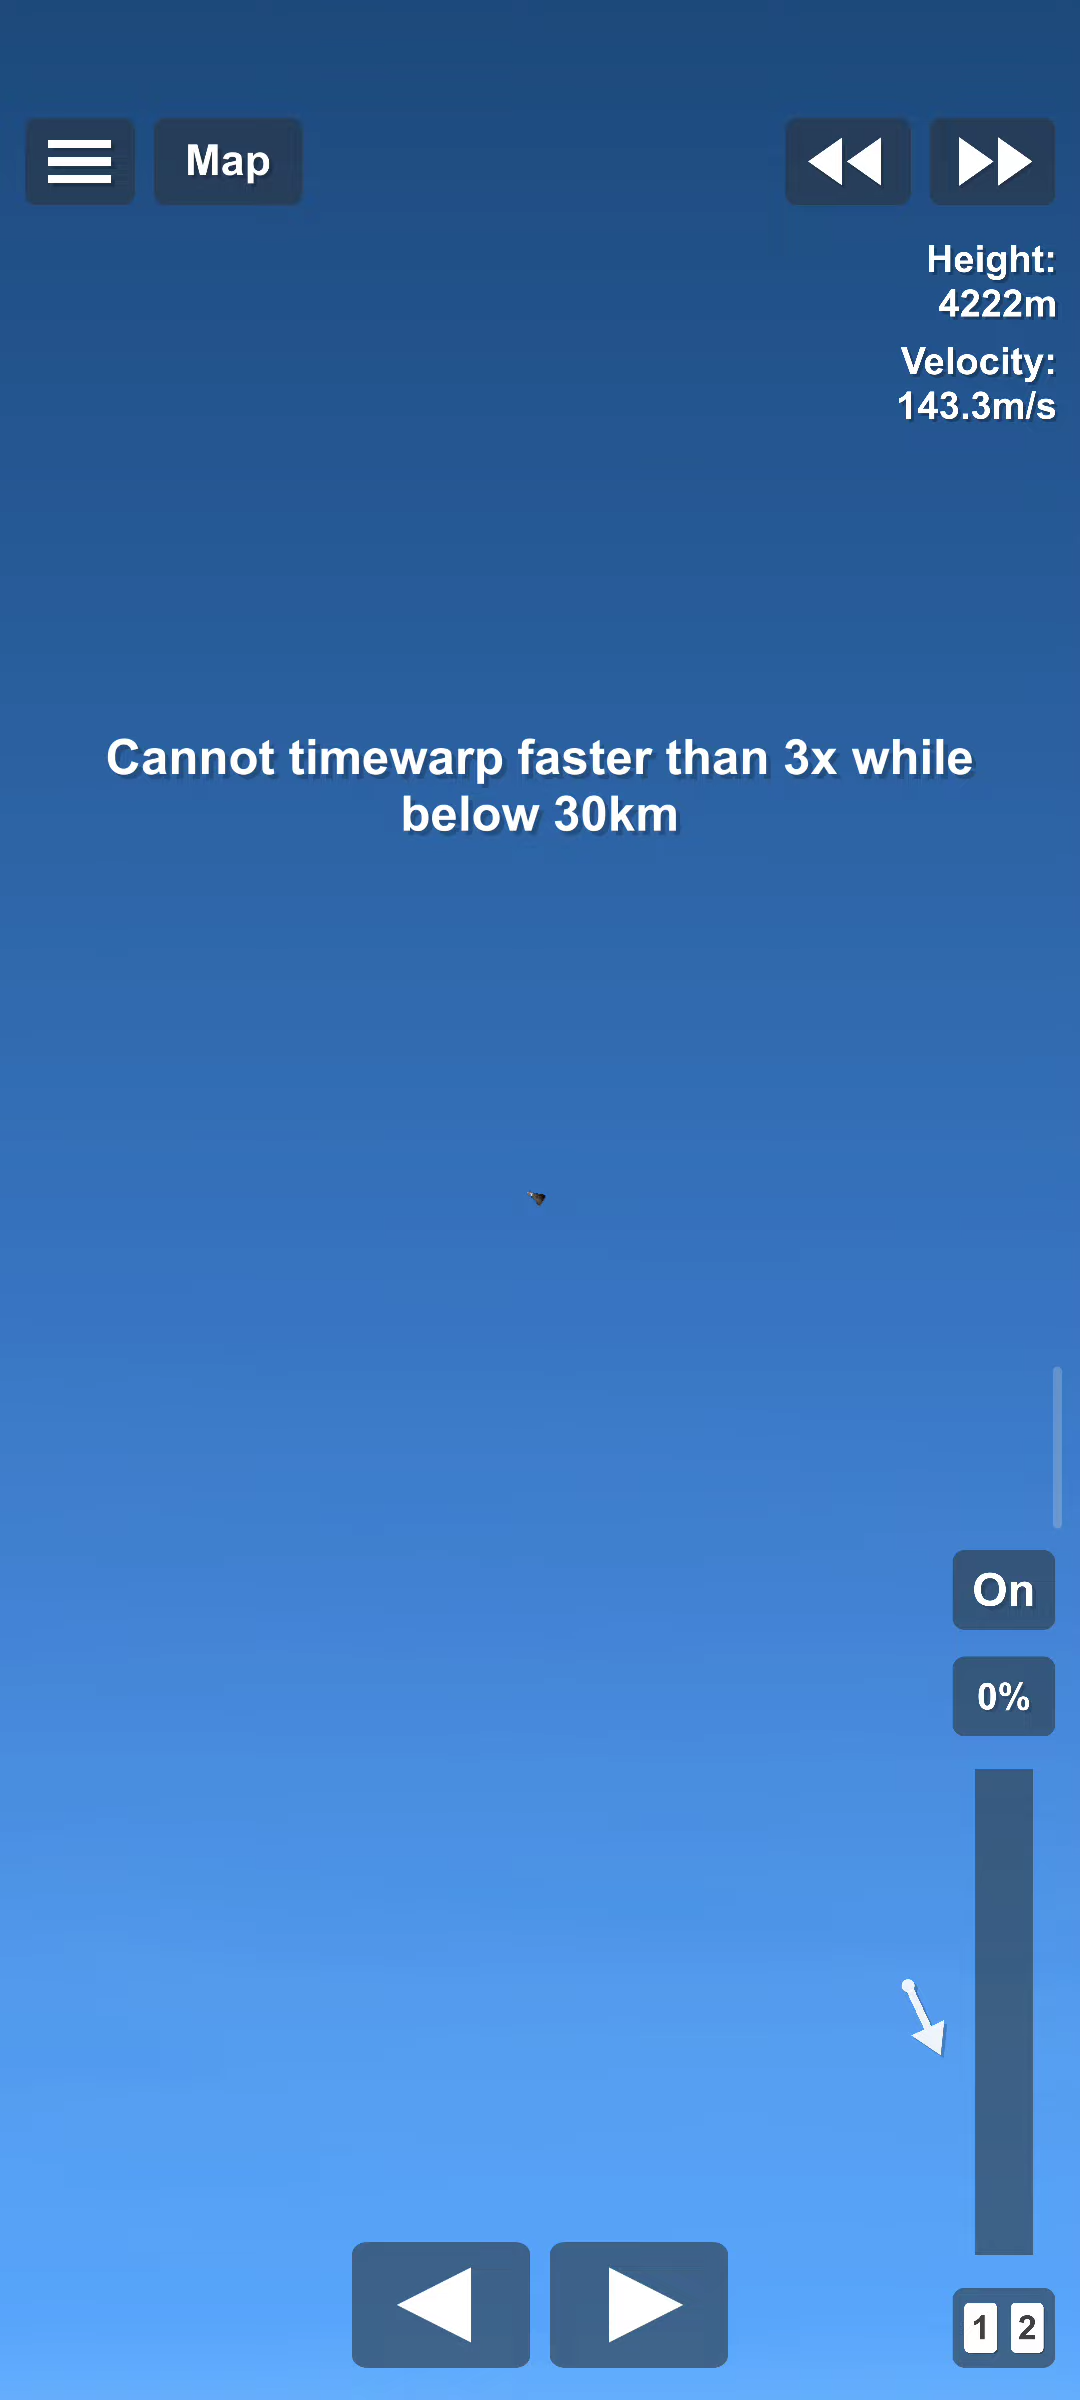 Map
Height:
4222m
Velocity:
143.3m/s
Cannot timewarp faster than 3x while
below 30km
On
0%
1 2